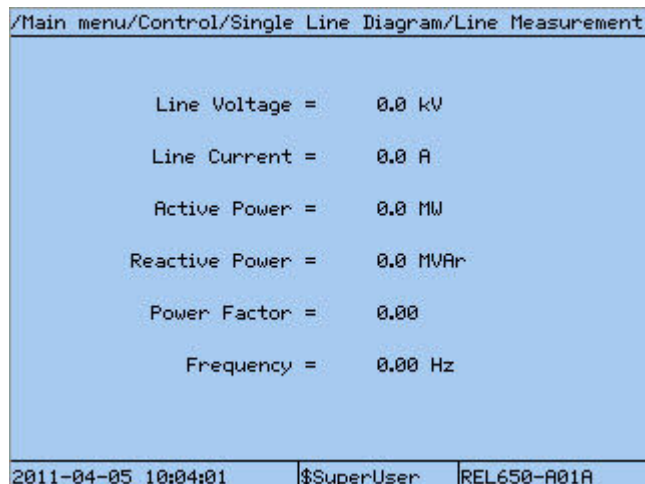 /Main menu/Control/Single Line Diagram/Line Measurement
Line Voltage = 0.0 kV
Line Current = 0.0 A
Active Power = 0.0 MW
Reactive Power = 0.0 MVAr
Power Factor = 0.00
Frequency = 0.00 Hz
2011-04-05 10:04:01 $SuperUser REL650-A01A